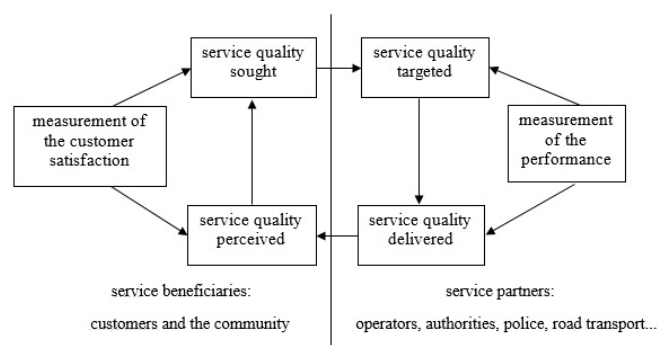 service quality
sought
service quality
targeted
measurement of
the customer
satisfaction
measurement
of the
performance
service quality
perceived
service quality
delivered
service beneficiaries:
customers and the community
service partners:
operators, authorities, police, road transport...